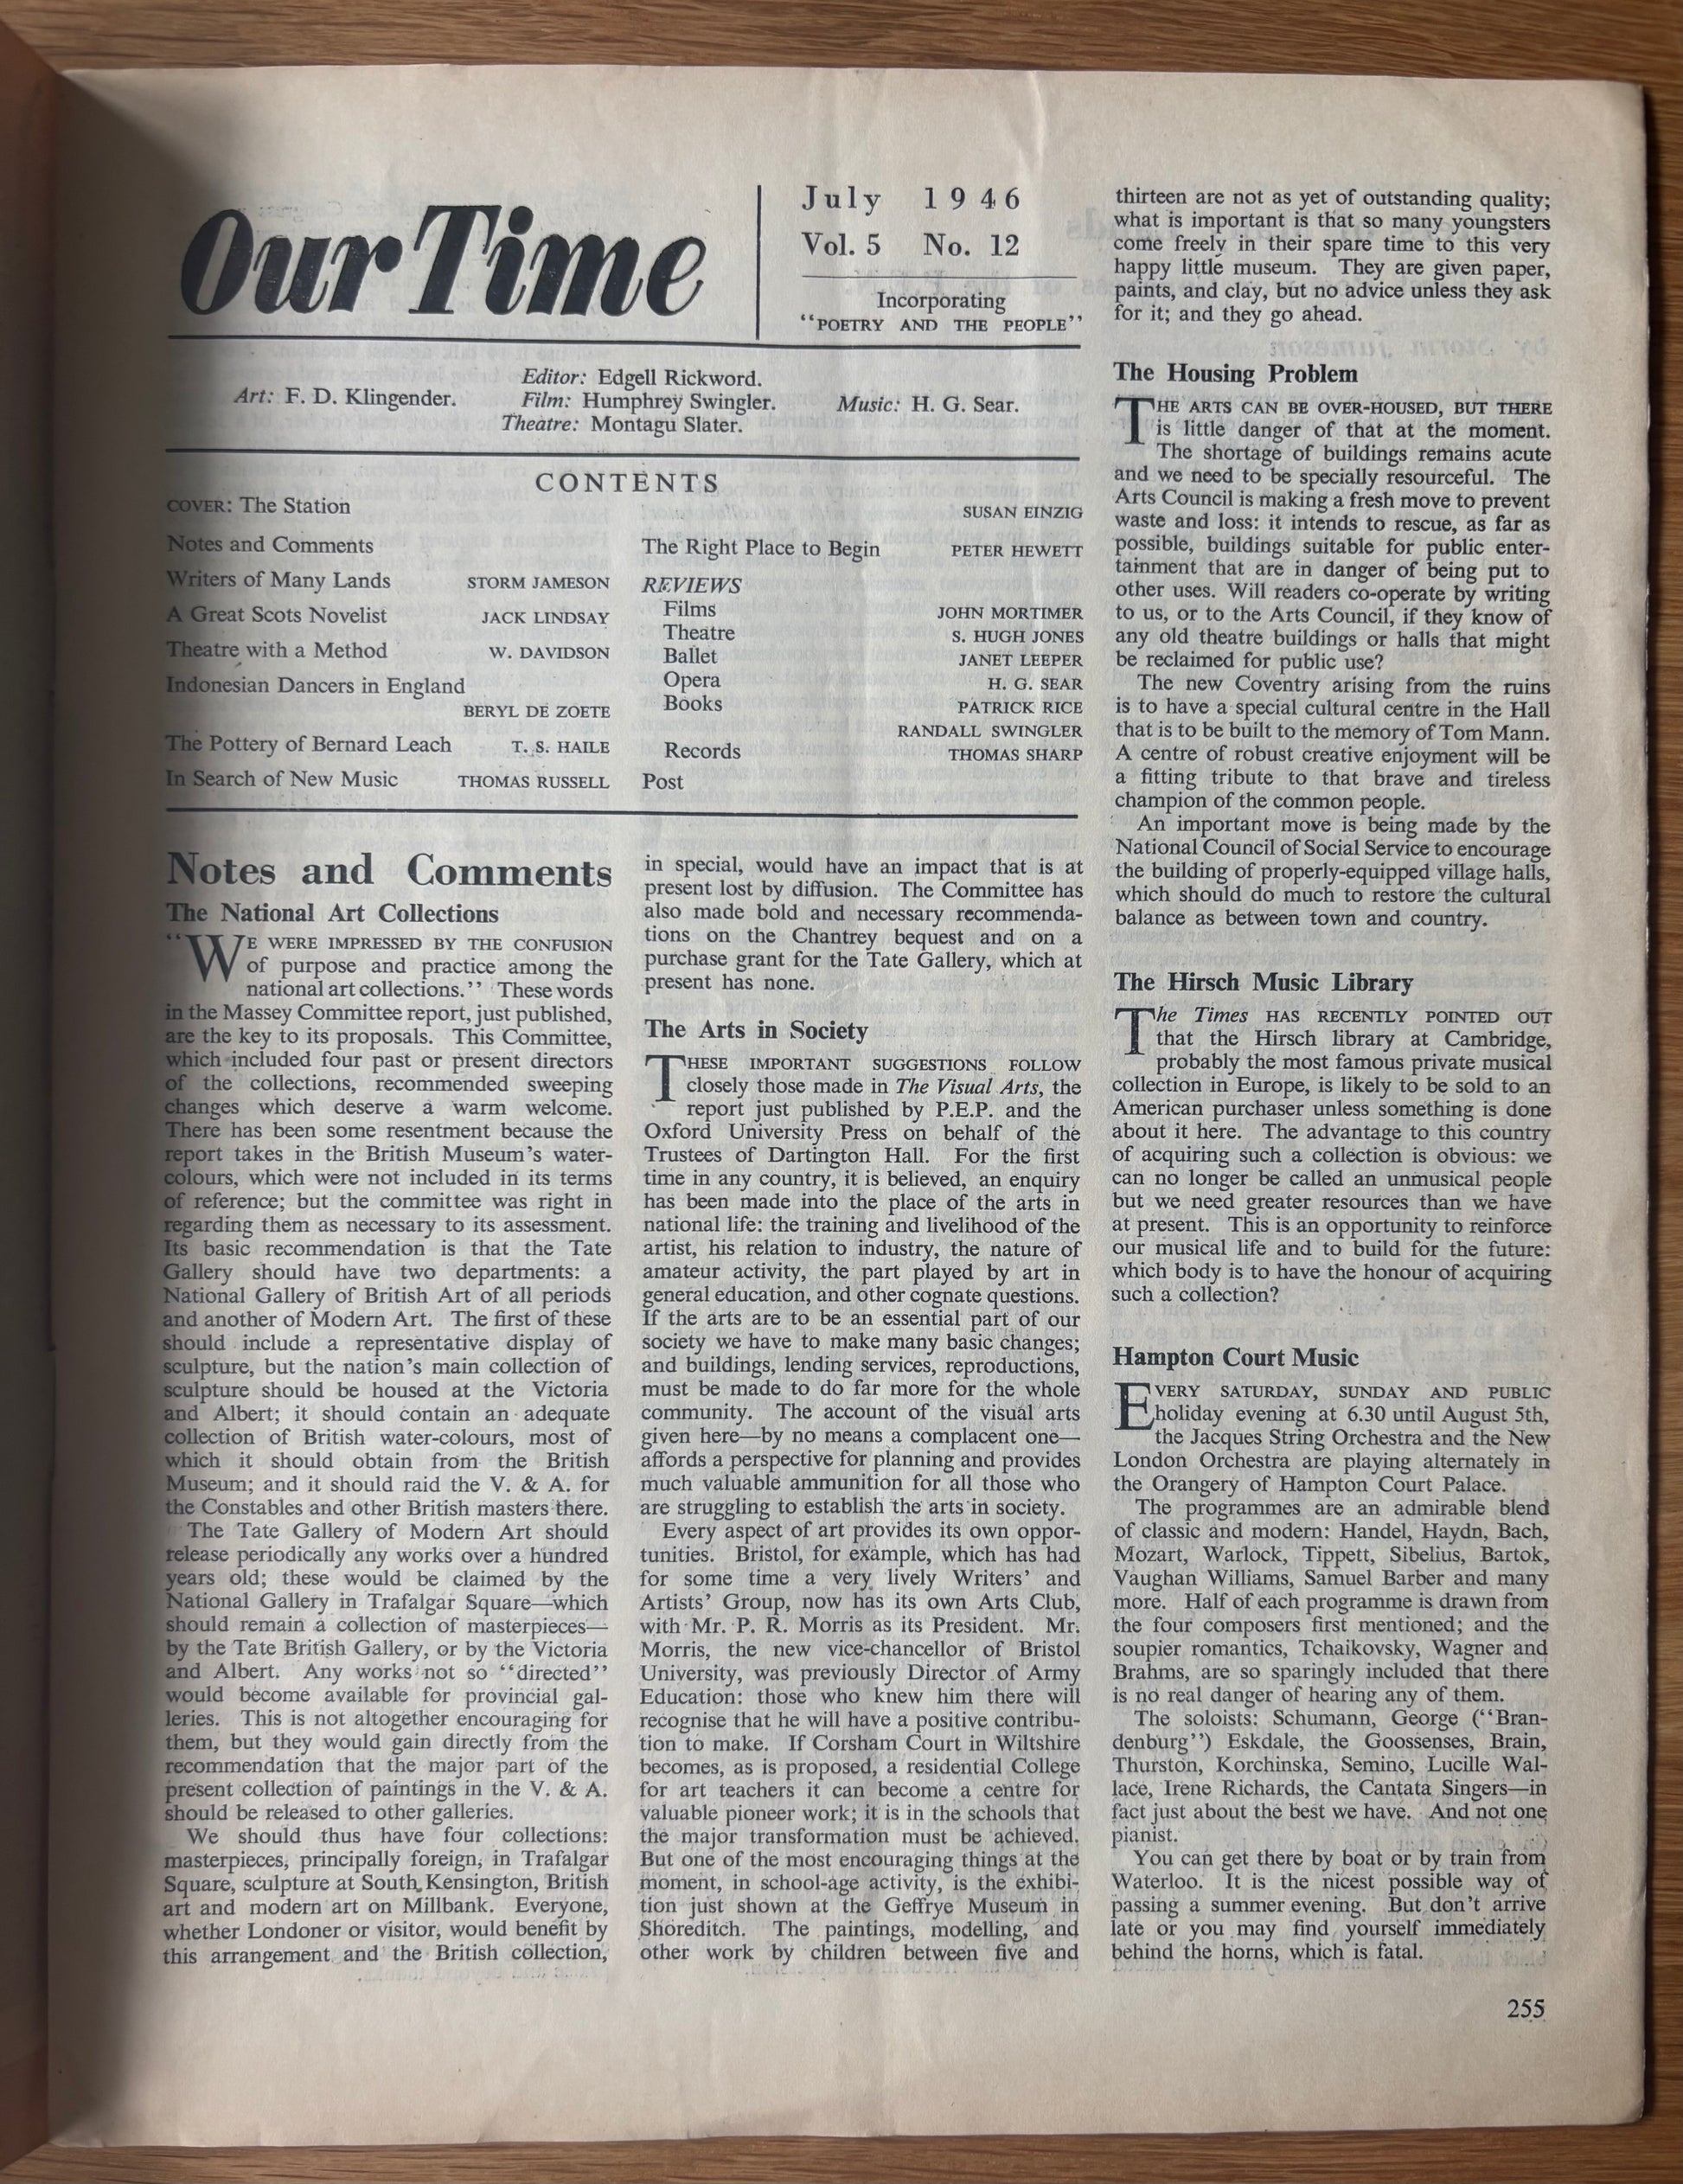 Our Time
July 1946
Vol. 5 No. 12
Incorporating
"POETRY AND THE PEOPLE"
Editor: Edgell Rickword.
Art: F. D. Klingender.
Film: Humphrey Swingler.
Music: H. G. Sear.
Theatre: Montagu Slater.
CONTENTS
COVER: The Station SUSAN EINZIG
Notes and Comments
Writers of Many Lands STORM JAMESON
A Great Scots Novelist JACK LINDSAY
Theatre with a Method W. DAVIDSON
Indonesian Dancers in England
BERYL DE ZOETE
The Pottery of Bernard Leach T. S. HAILE
In Search of New Music THOMAS RUSSELL
The Right Place to Begin PETER HEWETT
REVIEWS
Films JOHN MORTIMER
Theatre S. HUGH JONES
Ballet JANET LEEPER
Opera H. G. SEAR
Books PATRICK RICE
RANDALL SWINGLER
Records THOMAS SHARP
Post
Notes and Comments
The National Art Collections
"WE WERE IMPRESSED BY THE CONFUSION
of purpose and practice among the
national art collections." These words
in the Massey Committee report, just published,
are the key to its proposals. This Committee,
which included four past or present directors
of the collections, recommended sweeping
changes which deserve a warm welcome.
There has been some resentment because the
report takes in the British Museum's water-
colours, which were not included in its terms
of reference; but the committee was right in
regarding them as necessary to its assessment.
Its basic recommendation is that the Tate
Gallery should have two departments: a
National Gallery of British Art of all periods
and another of Modern Art. The first of these
should include a representative display of
sculpture, but the nation's main collection of
sculpture should be housed at the Victoria
and Albert; it should contain an adequate
collection of British water-colours, most of
which it should obtain from the British
Museum; and it should raid the V. & A. for
the Constables and other British masters there.
The Tate Gallery of Modern Art should
release periodically any works over a hundred
years old; these would be claimed by the
National Gallery in Trafalgar Square—which
should remain a collection of masterpieces—
by the Tate British Gallery, or by the Victoria
and Albert. Any works not so "directed"
would become available for provincial gal-
leries. This is not altogether encouraging for
them, but they would gain directly from the
recommendation that the major part of the
present collection of paintings in the V. & A.
should be released to other galleries.
We should thus have four collections:
masterpieces, principally foreign, in Trafalgar
Square, sculpture at South Kensington, British
art and modern art on Millbank. Everyone,
whether Londoner or visitor, would benefit by
this arrangement and the British collection,
in special, would have an impact that is at
present lost by diffusion. The Committee has
also made bold and necessary recommenda-
tions on the Chantrey bequest and on a
purchase grant for the Tate Gallery, which at
present has none.
The Arts in Society
THESE IMPORTANT SUGGESTIONS FOLLOW
closely those made in The Visual Arts, the
report just published by P.E.P. and the
Oxford University Press on behalf of the
Trustees of Dartington Hall. For the first
time in any country, it is believed, an enquiry
has been made into the place of the arts in
national life: the training and livelihood of the
artist, his relation to industry, the nature of
amateur activity, the part played by art in
general education, and other cognate questions.
If the arts are to be an essential part of our
society we have to make many basic changes;
and buildings, lending services, reproductions,
must be made to do far more for the whole
community. The account of the visual arts
given here—by no means a complacent one—
affords a perspective for planning and provides
much valuable ammunition for all those who
are struggling to establish the arts in society.
Every aspect of art provides its own oppor-
tunities. Bristol, for example, which has had
for some time a very lively Writers' and
Artists' Group, now has its own Arts Club,
with Mr. P. R. Morris as its President. Mr.
Morris, the new vice-chancellor of Bristol
University, was previously Director of Army
Education: those who knew him there will
recognise that he will have a positive contribu-
tion to make. If Corsham Court in Wiltshire
becomes, as is proposed, a residential College
for art teachers it can become a centre for
valuable pioneer work; it is in the schools that
the major transformation must be achieved.
But one of the most encouraging things at the
moment, in school-age activity, is the exhibi-
tion just shown at the Geffrye Museum in
Shoreditch. The paintings, modelling, and
other work by children between five and
thirteen are not as yet of outstanding quality;
what is important is that so many youngsters
come freely in their spare time to this very
happy little museum. They are given paper,
paints, and clay, but no advice unless they ask
for it; and they go ahead.
The Housing Problem
THE ARTS CAN BE OVER-HOUSED, BUT THERE
is little danger of that at the moment.
The shortage of buildings remains acute
and we need to be specially resourceful. The
Arts Council is making a fresh move to prevent
waste and loss: it intends to rescue, as far as
possible, buildings suitable for public enter-
tainment that are in danger of being put to
other uses. Will readers co-operate by writing
to us, or to the Arts Council, if they know of
any old theatre buildings or halls that might
be reclaimed for public use?
The new Coventry arising from the ruins
is to have a special cultural centre in the Hall
that is to be built to the memory of Tom Mann.
A centre of robust creative enjoyment will be
a fitting tribute to that brave and tireless
champion of the common people.
An important move is being made by the
National Council of Social Service to encourage
the building of properly-equipped village halls,
which should do much to restore the cultural
balance as between town and country.
The Hirsch Music Library
The Times HAS RECENTLY POINTED OUT
that the Hirsch library at Cambridge,
probably the most famous private musical
collection in Europe, is likely to be sold to an
American purchaser unless something is done
about it here. The advantage to this country
of acquiring such a collection is obvious: we
can no longer be called an unmusical people
but we need greater resources than we have
at present. This is an opportunity to reinforce
our musical life and to build for the future:
which body is to have the honour of acquiring
such a collection?
Hampton Court Music
EVERY SATURDAY, SUNDAY AND PUBLIC
holiday evening at 6.30 until August 5th,
the Jacques String Orchestra and the New
London Orchestra are playing alternately in
the Orangery of Hampton Court Palace.
The programmes are an admirable blend
of classic and modern: Handel, Haydn, Bach,
Mozart, Warlock, Tippett, Sibelius, Bartok,
Vaughan Williams, Samuel Barber and many
more. Half of each programme is drawn from
the four composers first mentioned; and the
soupier romantics, Tchaikovsky, Wagner and
Brahms, are so sparingly included that there
is no real danger of hearing any of them.
The soloists: Schumann, George ("Bran-
denburg") Eskdale, the Goossenses, Brain,
Thurston, Korchinska, Semino, Lucille Wal-
lace, Irene Richards, the Cantata Singers—in
fact just about the best we have. And not one
pianist.
You can get there by boat or by train from
Waterloo. It is the nicest possible way of
passing a summer evening. But don't arrive
late or you may find yourself immediately
behind the horns, which is fatal.
255